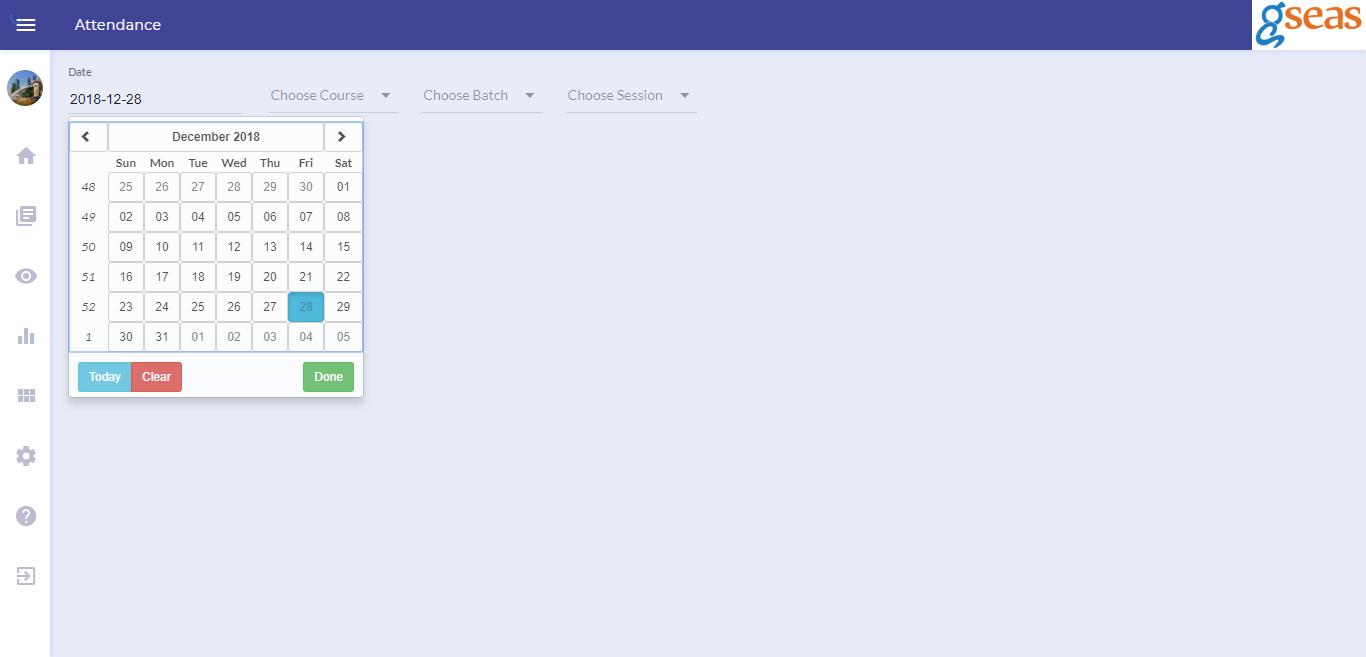 Attendance
gseas
Date
2018-12-28
Choose Course
Choose Batch
Choose Session
December 2018
Sun Mon Tue Wed Thu Fri Sat
48 25 26 27 28 29 30 01
49 02 03 04 05 06 07 08
50 09 10 11 12 13 14 15
51 16 17 18 19 20 21 22
52 23 24 25 26 27 28 29
1 30 31 01 02 03 04 05
Today Clear Done